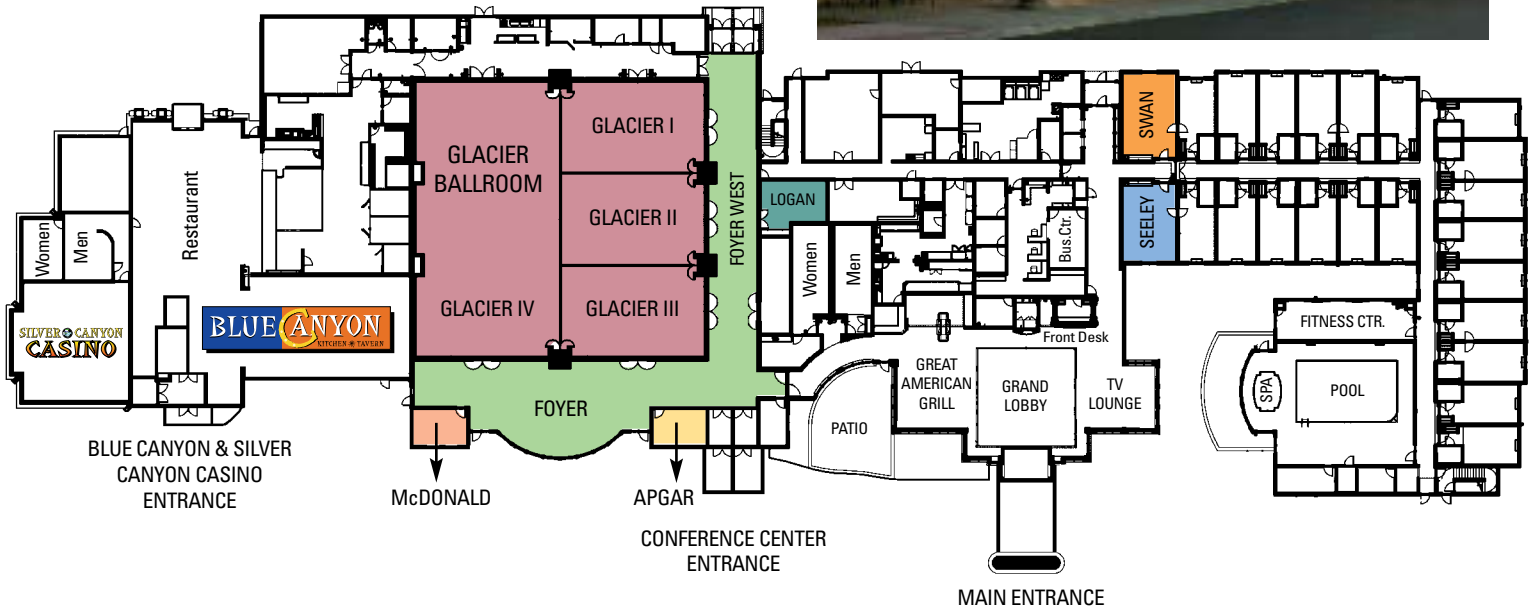 GLACIER
BALLROOM
GLACIER I
GLACIER II
GLACIER III
GLACIER IV
FOYER WEST
FOYER
SWAN
SEELEY
LOGAN
Women
Men
Bus.Ctr.
Front Desk
Restaurant
Women
Men
SILVER CANYON
CASINO
BLUE CANYON
KITCHEN TAVERN
FITNESS CTR.
SPA
POOL
GREAT
AMERICAN
GRILL
GRAND
LOBBY
TV
LOUNGE
PATIO
BLUE CANYON & SILVER
CANYON CASINO
ENTRANCE
McDONALD
APGAR
CONFERENCE CENTER
ENTRANCE
MAIN ENTRANCE